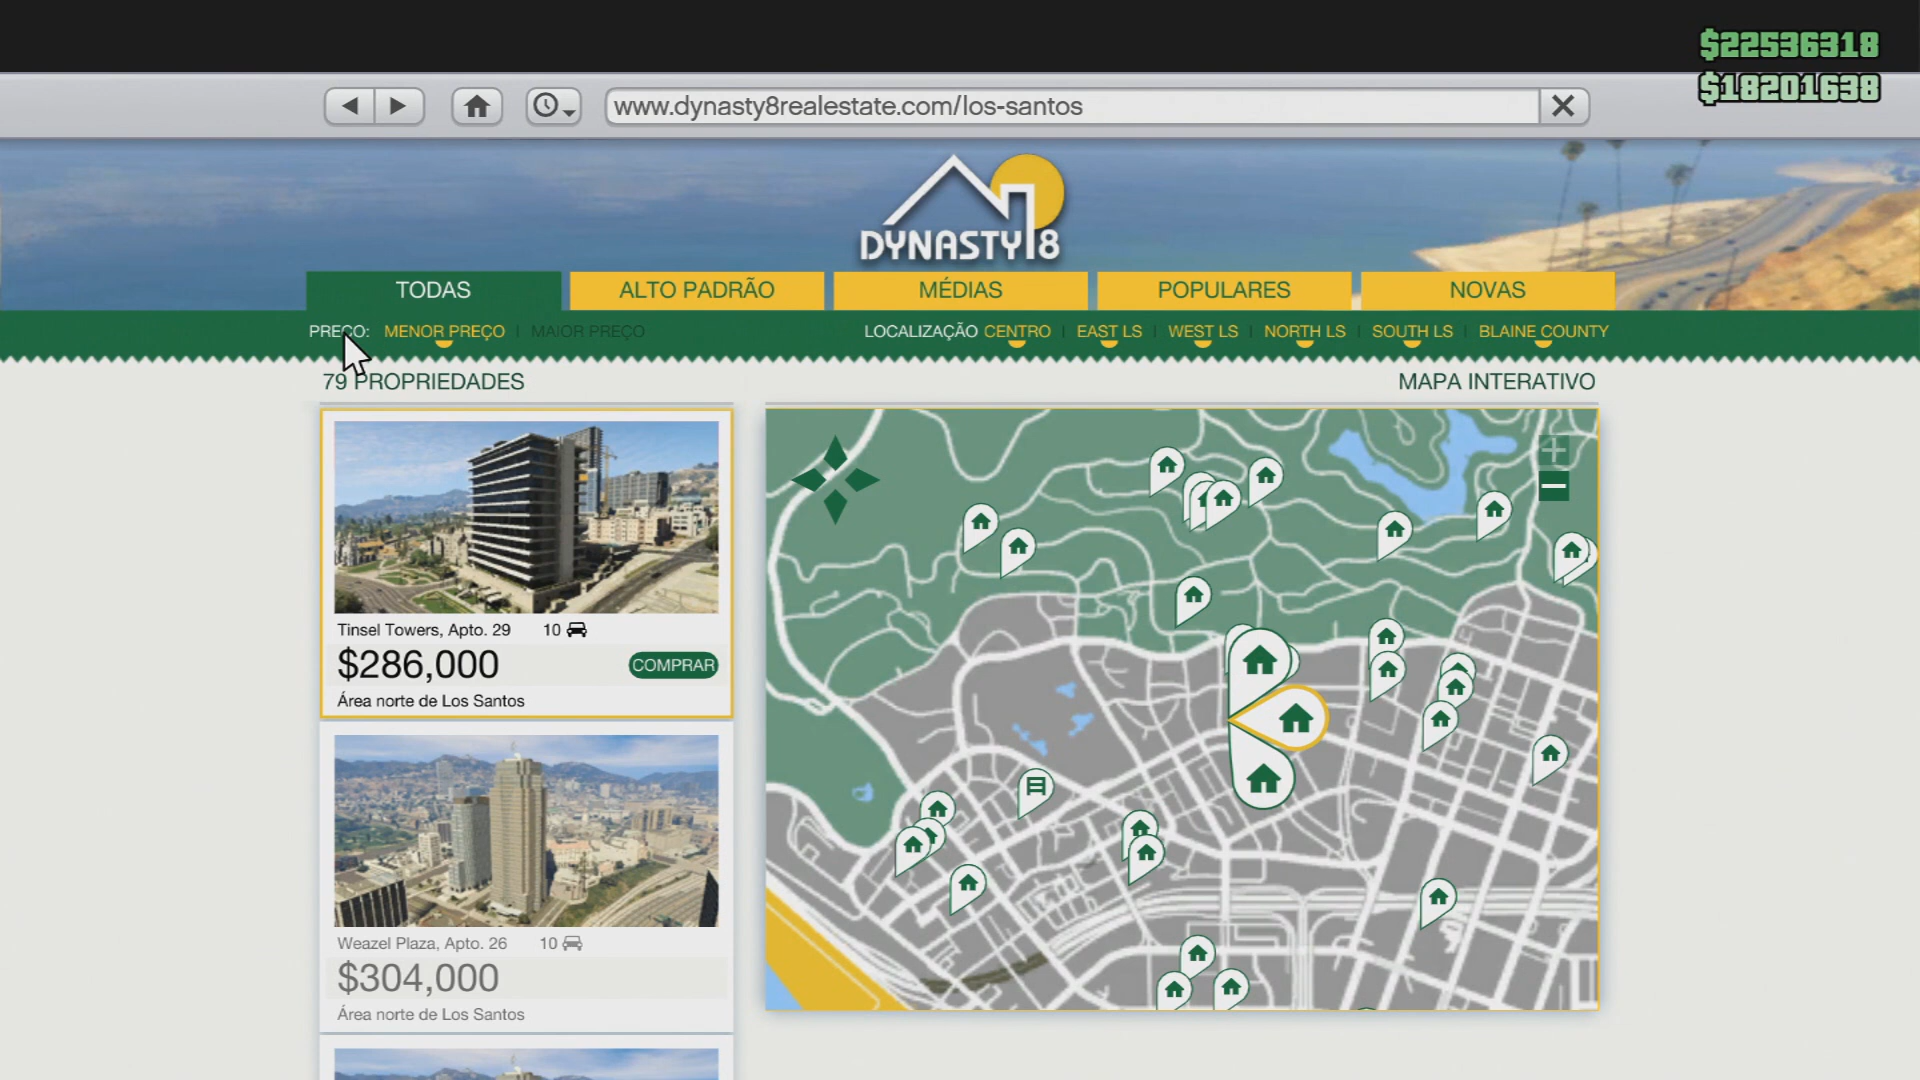 $22536318
$18201638
www.dynasty8realestate.com/los-santos
DYNASTY 8
TODAS ALTO PADRÃO MÉDIAS POPULARES NOVAS
PREÇO: MENOR PREÇO | MAIOR PREÇO LOCALIZAÇÃO CENTRO | EAST LS | WEST LS | NORTH LS | SOUTH LS | BLAINE COUNTY
79 PROPRIEDADES MAPA INTERATIVO
Tinsel Towers, Apto. 29 10
$286,000 COMPRAR
Área norte de Los Santos
Weazel Plaza, Apto. 26 10
$304,000
Área norte de Los Santos